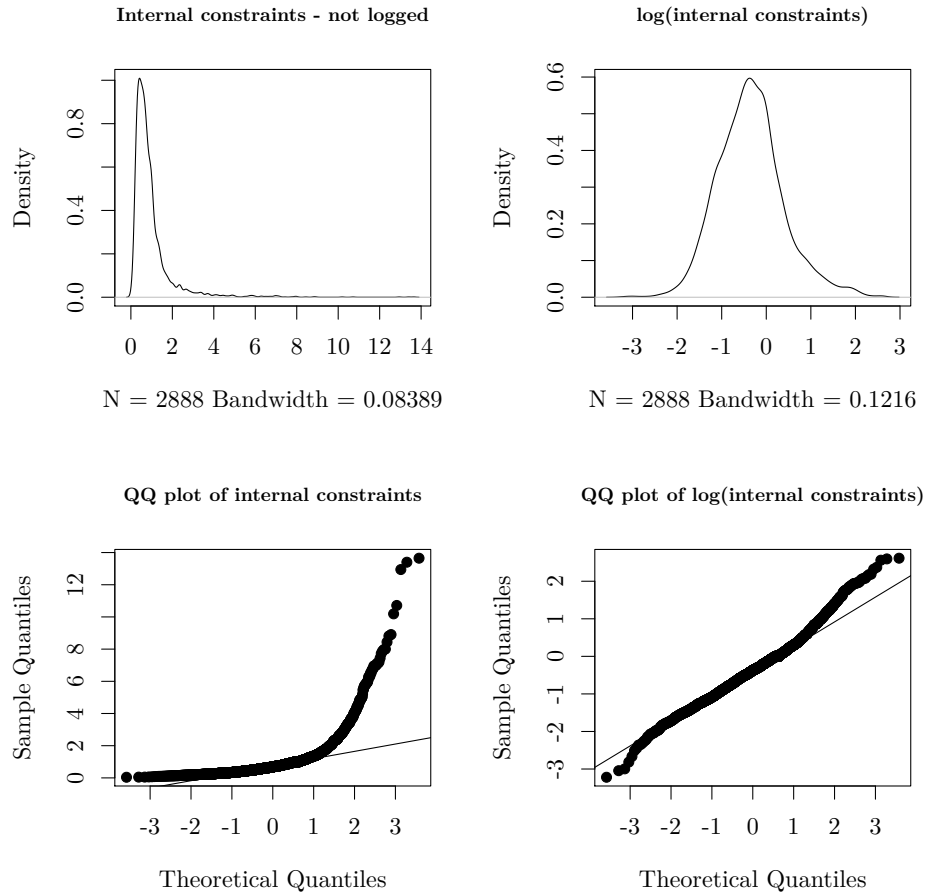 Internal constraints - not logged
Density
0.0 0.4 0.8
0 2 4 6 8 10 12 14
N = 2888 Bandwidth = 0.08389
log(internal constraints)
Density
0.0 0.2 0.4 0.6
-3 -2 -1 0 1 2 3
N = 2888 Bandwidth = 0.1216
QQ plot of internal constraints
Sample Quantiles
0 2 4 6 8 12
-3 -2 -1 0 1 2 3
Theoretical Quantiles
QQ plot of log(internal constraints)
Sample Quantiles
-3 -2 -1 0 1 2
-3 -2 -1 0 1 2 3
Theoretical Quantiles